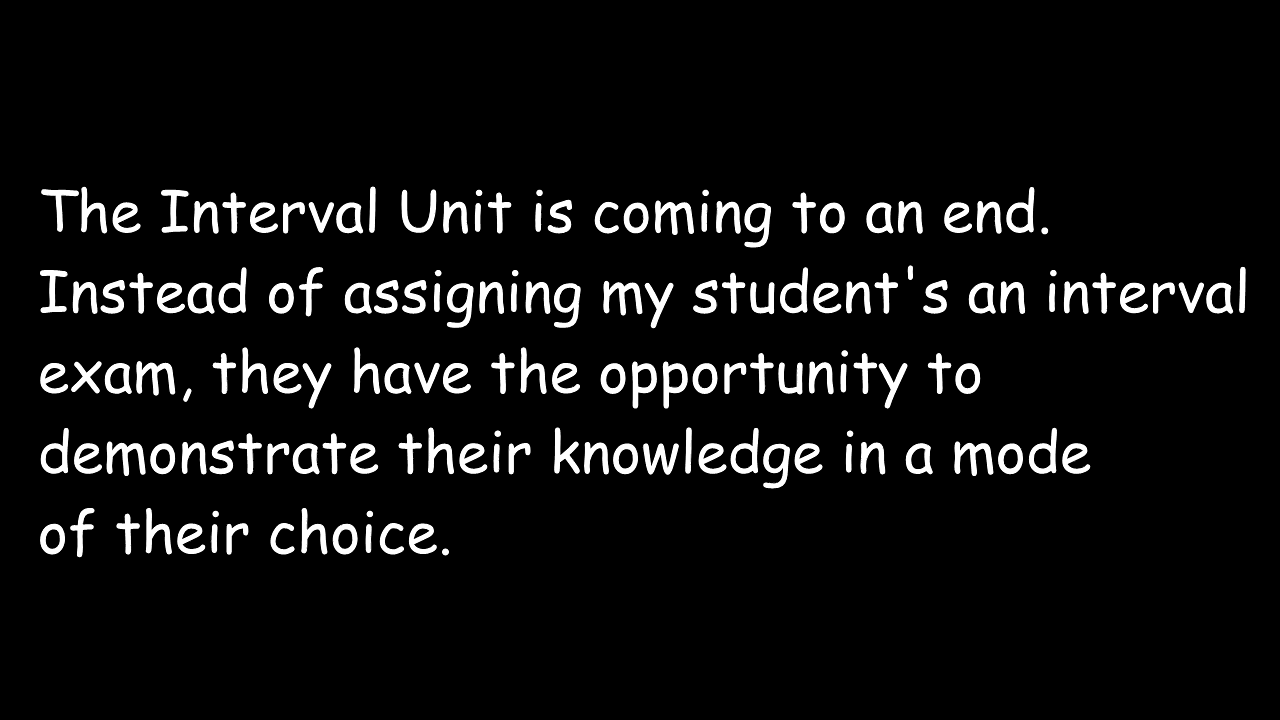 The Interval Unit is coming to an end.
Instead of assigning my student's an interval
exam, they have the opportunity to
demonstrate their knowledge in a mode
of their choice.